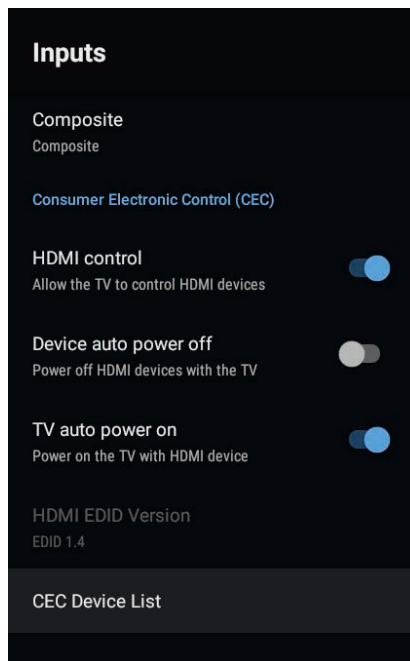 Inputs
Composite
Composite
Consumer Electronic Control (CEC)
HDMI control
Allow the TV to control HDMI devices
Device auto power off
Power off HDMI devices with the TV
TV auto power on
Power on the TV with HDMI device
HDMI EDID Version
EDID 1.4
CEC Device List